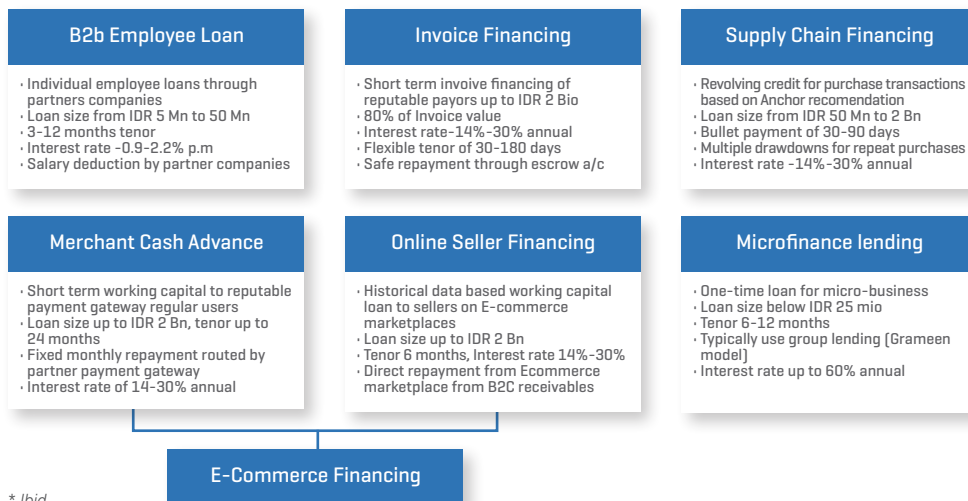 B2b Employee Loan
· Individual employee loans through
partners companies
· Loan size from IDR 5 Mn to 50 Mn
· 3-12 months tenor
· Interest rate -0.9-2.2% p.m
· Salary deduction by partner companies
Invoice Financing
· Short term invoive financing of
reputable payors up to IDR 2 Bio
· 80% of Invoice value
· Interest rate-14%-30% annual
· Flexible tenor of 30-180 days
· Safe repayment through escrow a/c
Supply Chain Financing
· Revolving credit for purchase transactions
based on Anchor recomendation
· Loan size from IDR 50 Mn to 2 Bn
· Bullet payment of 30-90 days
· Multiple drawdowns for repeat purchases
· Interest rate -14%-30% annual
Merchant Cash Advance
· Short term working capital to reputable
payment gateway regular users
· Loan size up to IDR 2 Bn, tenor up to
24 months
· Fixed monthly repayment routed by
partner payment gateway
· Interest rate of 14-30% annual
Online Seller Financing
· Historical data based working capital
loan to sellers on E-commerce
marketplaces
· Loan size up to IDR 2 Bn
· Tenor 6 months, Interest rate 14%-30%
· Direct repayment from Ecommerce
marketplace from B2C receivables
Microfinance lending
· One-time loan for micro-business
· Loan size below IDR 25 mio
· Tenor 6-12 months
· Typically use group lending (Grameen
model)
· Interest rate up to 60% annual
E-Commerce Financing
* Ibid